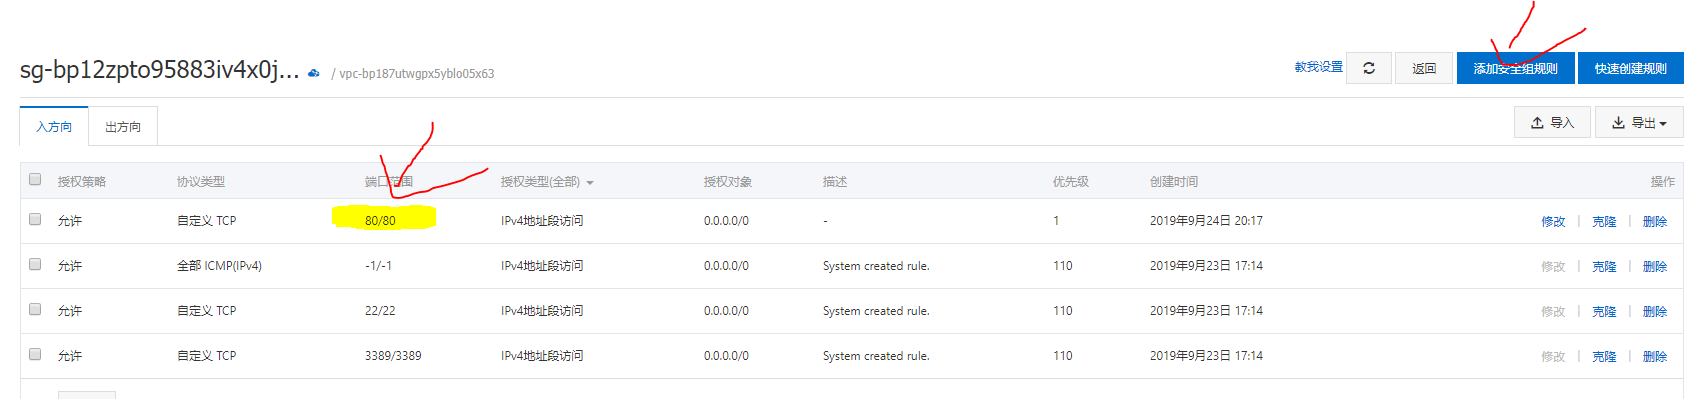 sg-bp12zpto95883iv4x0j... / vpc-bp187utwgpx5yblo05x63 教我设置 返回 添加安全组规则 快速创建规则
入方向 出方向 导入 导出
授权策略 协议类型 端口范围 授权类型(全部) 授权对象 描述 优先级 创建时间 操作
允许 自定义 TCP 80/80 IPv4地址段访问 0.0.0.0/0 - 1 2019年9月24日 20:17 修改 | 克隆 | 删除
允许 全部 ICMP(IPv4) -1/-1 IPv4地址段访问 0.0.0.0/0 System created rule. 110 2019年9月23日 17:14 修改 | 克隆 | 删除
允许 自定义 TCP 22/22 IPv4地址段访问 0.0.0.0/0 System created rule. 110 2019年9月23日 17:14 修改 | 克隆 | 删除
允许 自定义 TCP 3389/3389 IPv4地址段访问 0.0.0.0/0 System created rule. 110 2019年9月23日 17:14 修改 | 克隆 | 删除